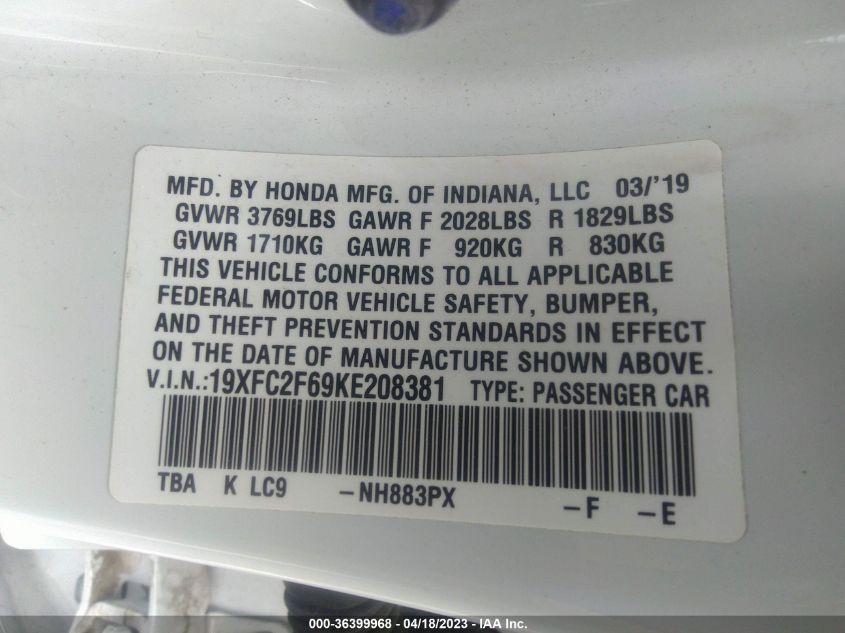 MFD. BY HONDA MFG. OF INDIANA, LLC 03/'19
GVWR 3769LBS GAWR F 2028LBS R 1829LBS
GVWR 1710KG GAWR F 920KG R 830KG
THIS VEHICLE CONFORMS TO ALL APPLICABLE
FEDERAL MOTOR VEHICLE SAFETY, BUMPER,
AND THEFT PREVENTION STANDARDS IN EFFECT
ON THE DATE OF MANUFACTURE SHOWN ABOVE.
V.I.N.:19XFC2F69KE208381 TYPE: PASSENGER CAR
TBA K LC9 -NH883PX -F -E
000-36399968 - 04/18/2023 - IAA Inc.